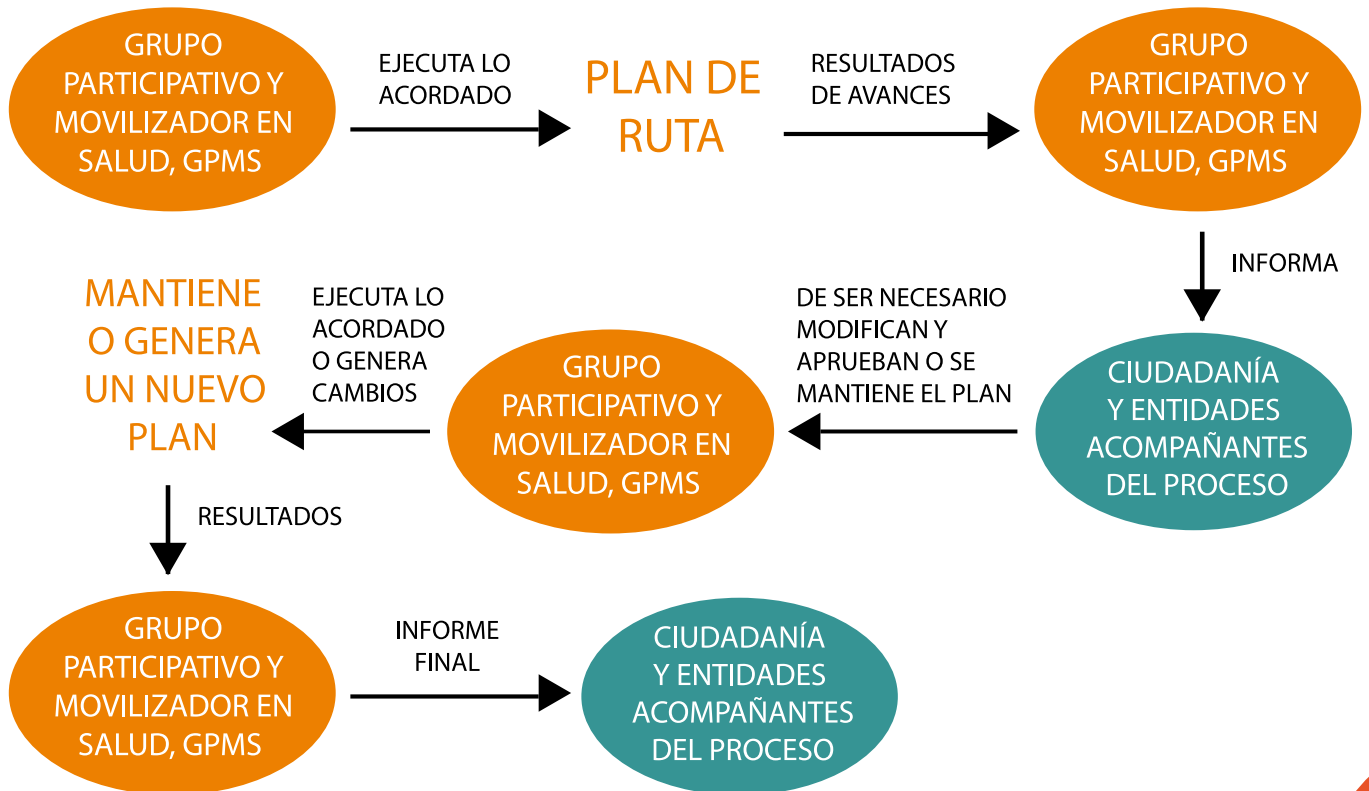 GRUPO
PARTICIPATIVO Y
MOVILIZADOR EN
SALUD, GPMS
EJECUTA LO
ACORDADO
PLAN DE
RUTA
RESULTADOS
DE AVANCES
GRUPO
PARTICIPATIVO Y
MOVILIZADOR EN
SALUD, GPMS
INFORMA
CIUDADANÍA
Y ENTIDADES
ACOMPAÑANTES
DEL PROCESO
DE SER NECESARIO
MODIFICAN Y
APRUEBAN O SE
MANTIENE EL PLAN
GRUPO
PARTICIPATIVO Y
MOVILIZADOR EN
SALUD, GPMS
EJECUTA LO
ACORDADO
O GENERA
CAMBIOS
MANTIENE
O GENERA
UN NUEVO
PLAN
RESULTADOS
GRUPO
PARTICIPATIVO Y
MOVILIZADOR EN
SALUD, GPMS
INFORME
FINAL
CIUDADANÍA
Y ENTIDADES
ACOMPAÑANTES
DEL PROCESO